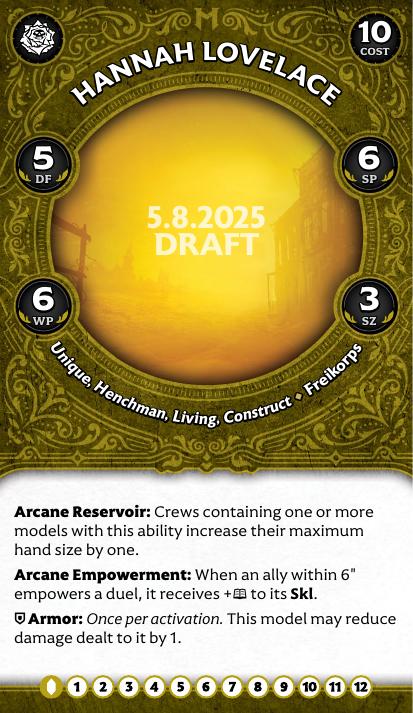 10
COST
HANNAH LOVELACE
5
DF
6
SP
5.8.2025
DRAFT
6
WP
3
SZ
Unique, Henchman, Living, Construct ◆ Freikorps
Arcane Reservoir: Crews containing one or more
models with this ability increase their maximum
hand size by one.
Arcane Empowerment: When an ally within 6"
empowers a duel, it receives +🕮 to its Skl.
⛨ Armor: Once per activation. This model may reduce
damage dealt to it by 1.
1 2 3 4 5 6 7 8 9 10 11 12